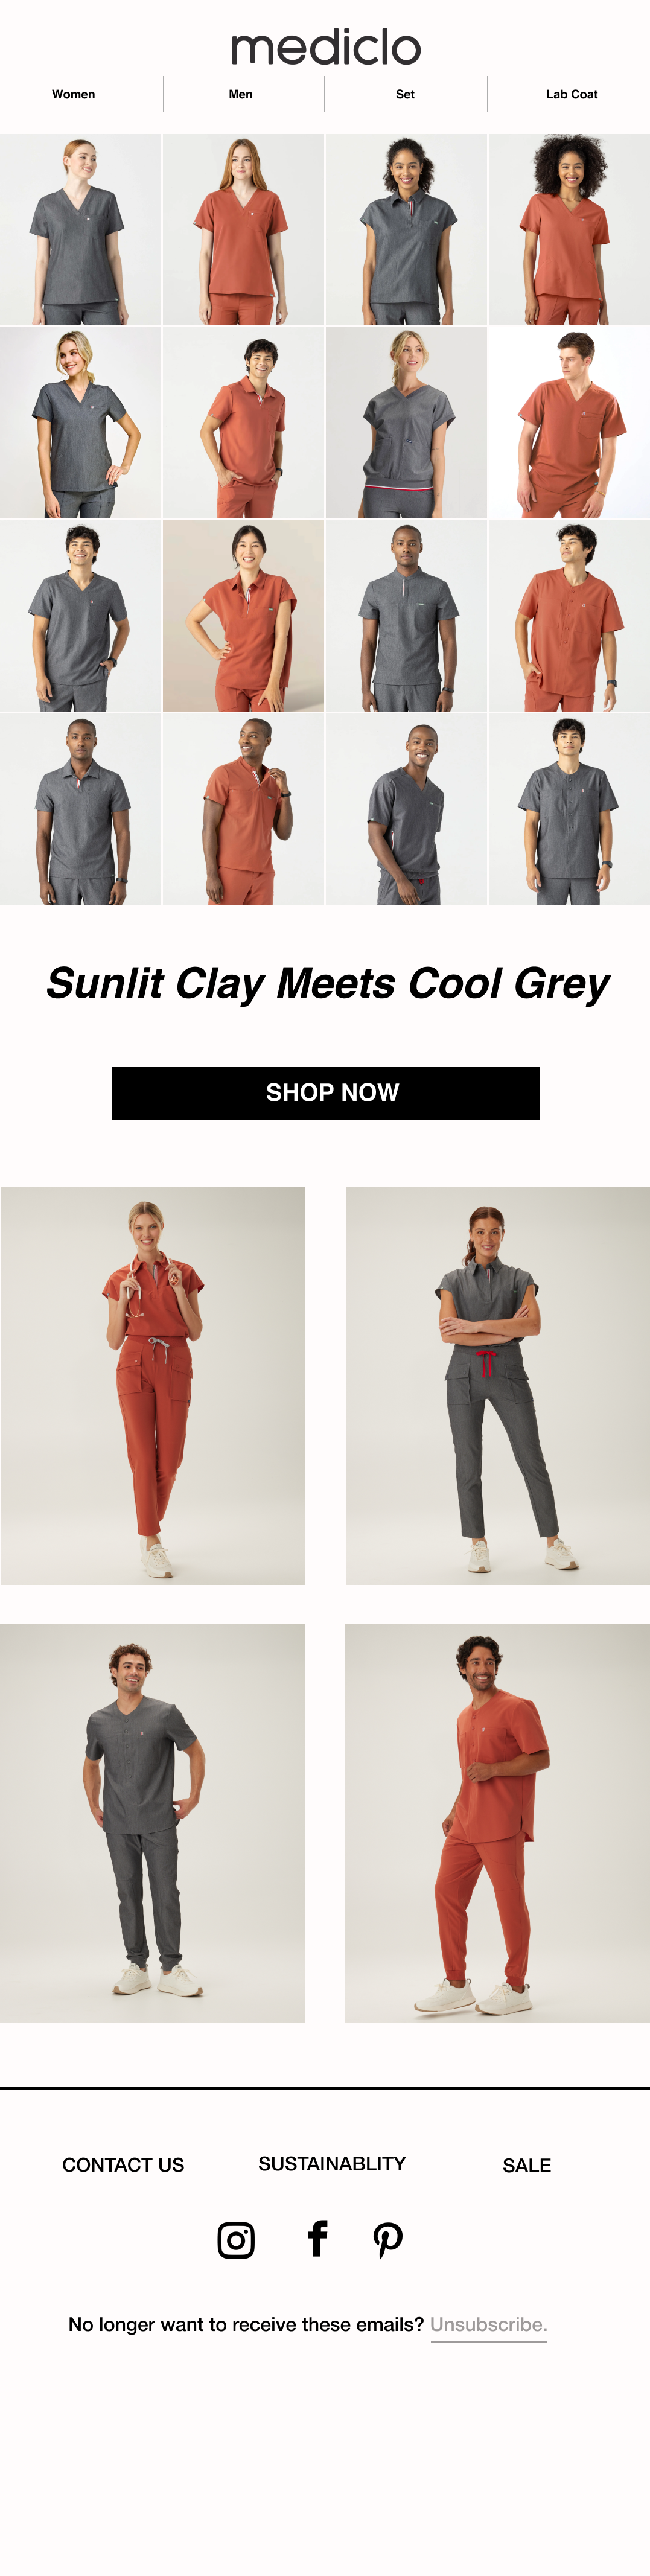 mediclo
Women Men Set Lab Coat
Sunlit Clay Meets Cool Grey
SHOP NOW
CONTACT US SUSTAINABLITY SALE
No longer want to receive these emails? Unsubscribe.